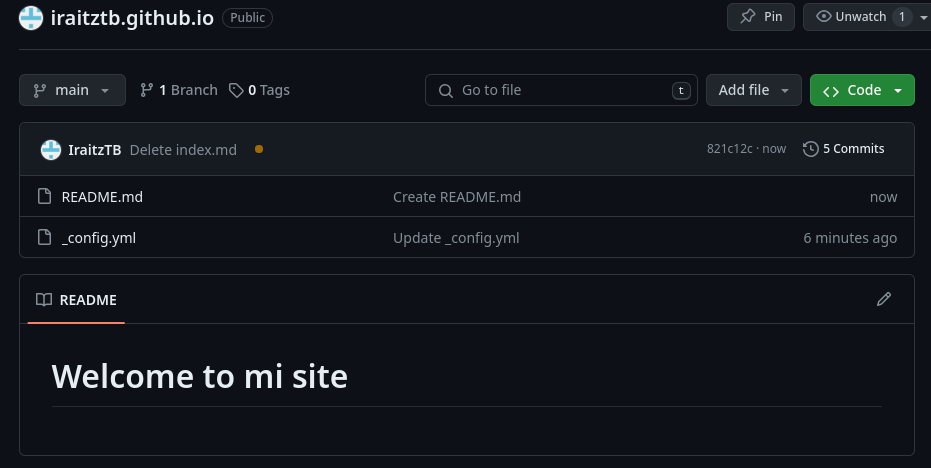 iraitztb.github.io Public Pin Unwatch 1
main 1 Branch 0 Tags Go to file t Add file Code
IraitzTB Delete index.md 821c12c · now 5 Commits
README.md Create README.md now
_config.yml Update _config.yml 6 minutes ago
README
Welcome to mi site